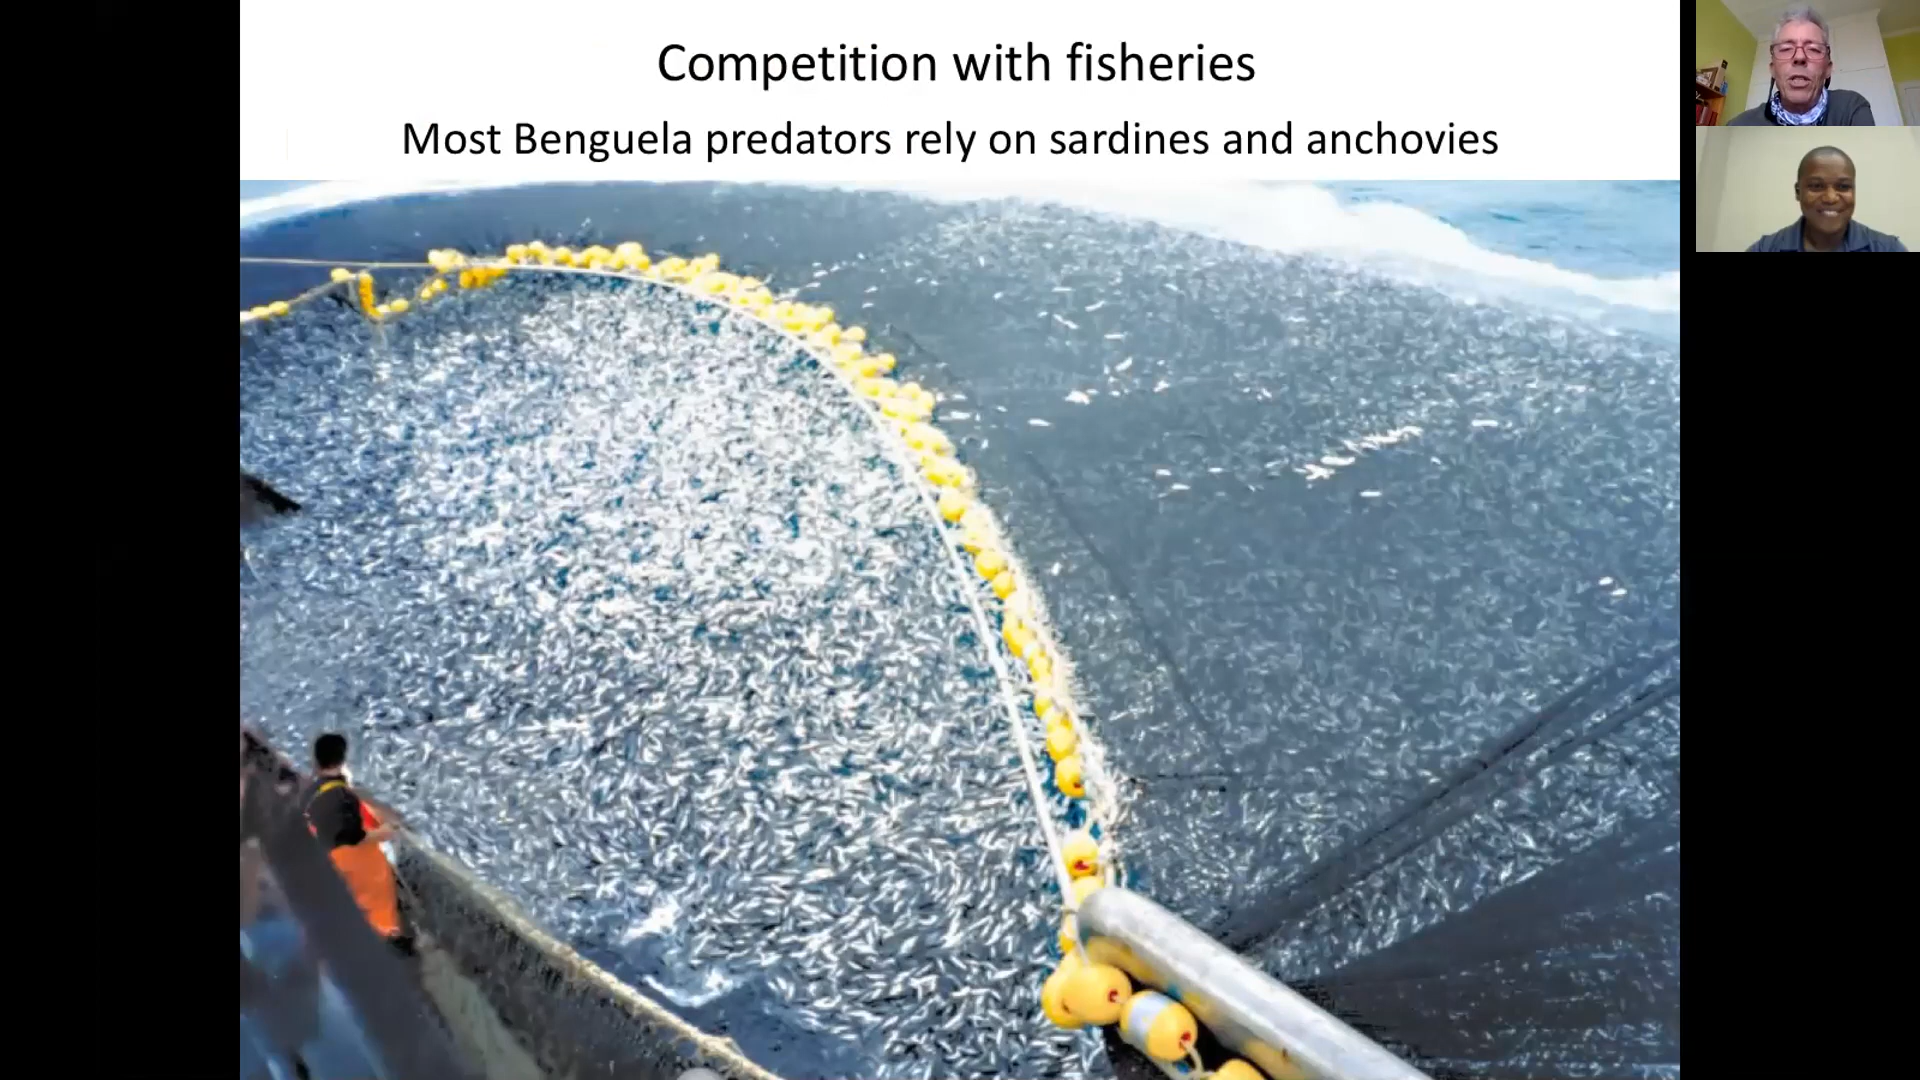 Competition with fisheries
Most Benguela predators rely on sardines and anchovies